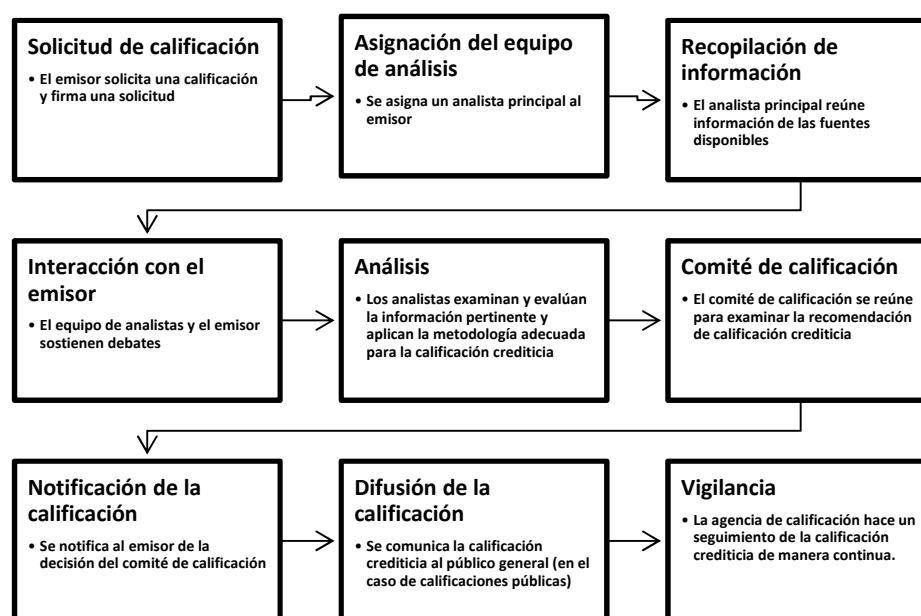 Solicitud de calificación
• El emisor solicita una calificación
y firma una solicitud
Asignación del equipo
de análisis
• Se asigna un analista principal al
emisor
Recopilación de
información
• El analista principal reúne
información de las fuentes
disponibles
Interacción con el
emisor
• El equipo de analistas y el emisor
sostienen debates
Análisis
• Los analistas examinan y evalúan
la información pertinente y
aplican la metodología adecuada
para la calificación crediticia
Comité de calificación
• El comité de calificación se reúne
para examinar la recomendación
de calificación crediticia
Notificación de la
calificación
• Se notifica al emisor de la
decisión del comité de calificación
Difusión de la
calificación
• Se comunica la calificación
crediticia al público general (en el
caso de calificaciones públicas)
Vigilancia
• La agencia de calificación hace un
seguimiento de la calificación
crediticia de manera continua.